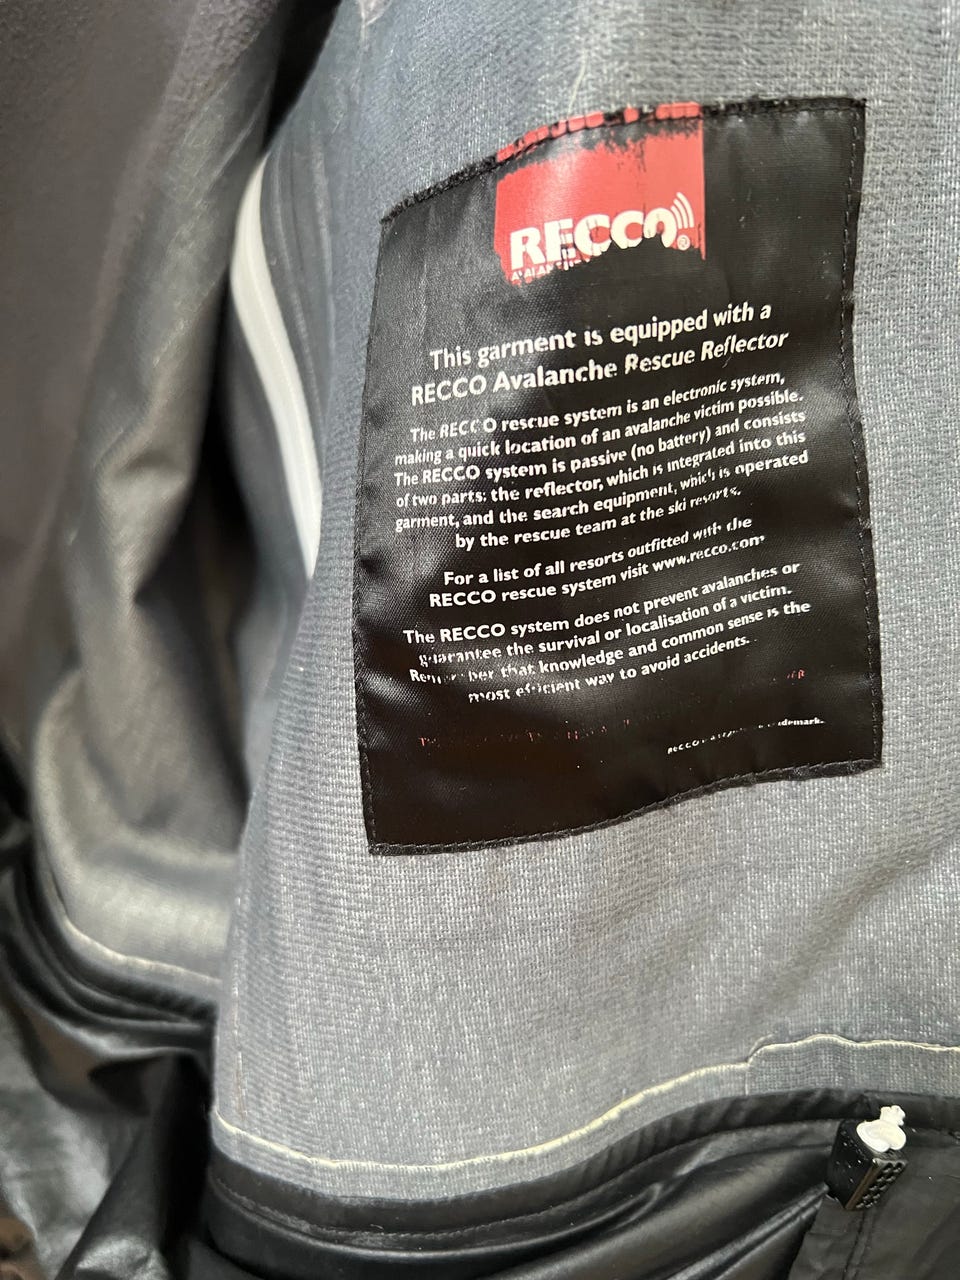 RECCO®
This garment is equipped with a
RECCO Avalanche Rescue Reflector
The RECCO rescue system is an electronic system,
making a quick location of an avalanche victim possible.
The RECCO system is passive (no battery) and consists
of two parts: the reflector, which is integrated into this
garment, and the search equipment, which is operated
by the rescue team at the ski resorts.
For a list of all resorts outfitted with the
RECCO rescue system visit www.recco.com
The RECCO system does not prevent avalanches or
guarantee the survival or localisation of a victim.
Remember that knowledge and common sense is the
most efficient way to avoid accidents.
RECCO